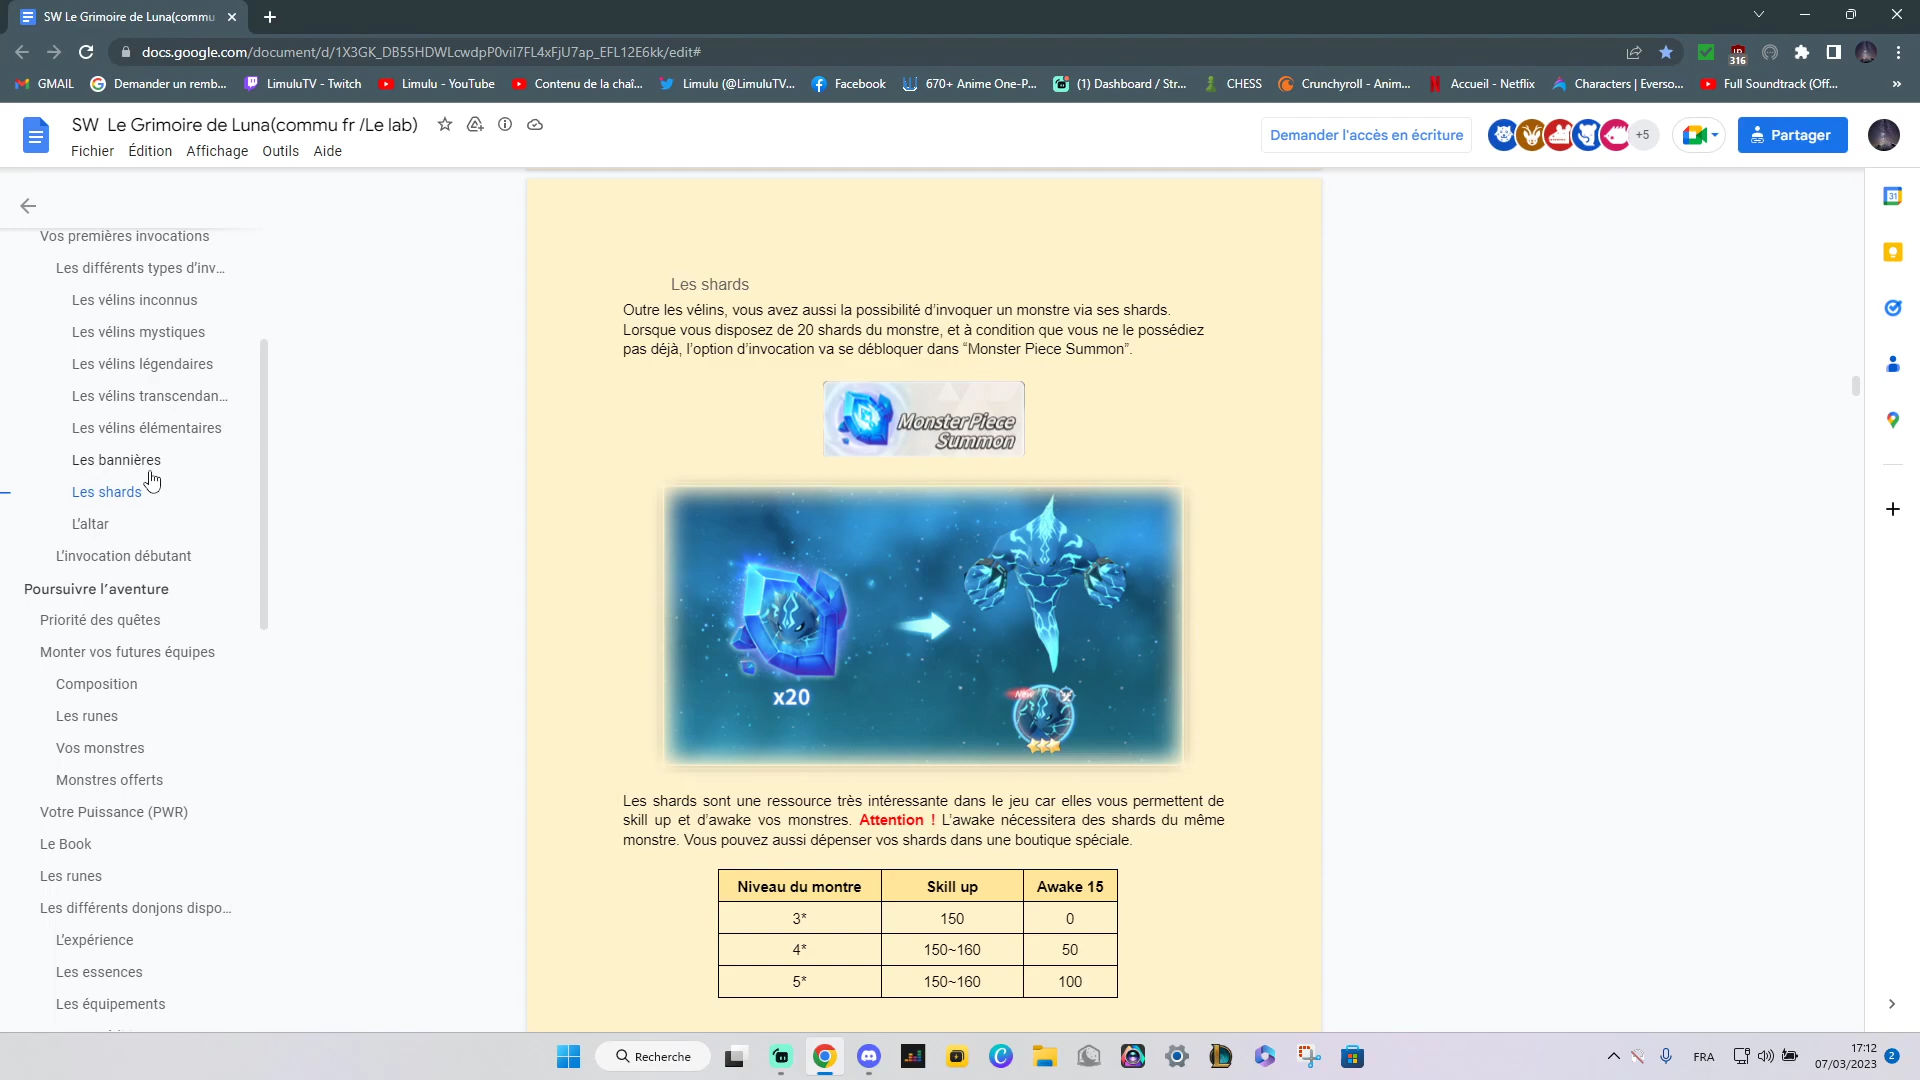 SW Le Grimoire de Luna(commu
docs.google.com/document/d/1X3GK_DB55HDWLcwdpP0viI7FL4xFjU7ap_EFL12E6kk/edit#
316
GMAIL
Demander un remb...
LimuluTV - Twitch
Limulu - YouTube
Contenu de la chaî...
Limulu (@LimuluTV...
Facebook
670+ Anime One-P...
(1) Dashboard / Str...
CHESS
Crunchyroll - Anim...
Accueil - Netflix
Characters | Everso...
Full Soundtrack (Off...
»
SW Le Grimoire de Luna(commu fr /Le lab)
Fichier Édition Affichage Outils Aide
Demander l'accès en écriture
+5
Partager
31
Vos premières invocations
Les différents types d'inv...
Les vélins inconnus
Les vélins mystiques
Les vélins légendaires
Les vélins transcendan...
Les vélins élémentaires
Les bannières
Les shards
L'altar
L'invocation débutant
Poursuivre l'aventure
Priorité des quêtes
Monter vos futures équipes
Composition
Les runes
Vos monstres
Monstres offerts
Votre Puissance (PWR)
Le Book
Les runes
Les différents donjons dispo...
L'expérience
Les essences
Les équipements
Les shards
Outre les vélins, vous avez aussi la possibilité d'invoquer un monstre via ses shards.
Lorsque vous disposez de 20 shards du monstre, et à condition que vous ne le possédiez
pas déjà, l'option d'invocation va se débloquer dans “Monster Piece Summon”.
Monster Piece
Summon
x20
New
Les shards sont une ressource très intéressante dans le jeu car elles vous permettent de
skill up et d'awake vos monstres. Attention ! L'awake nécessitera des shards du même
monstre. Vous pouvez aussi dépenser vos shards dans une boutique spéciale.
Niveau du montre Skill up Awake 15
3* 150 0
4* 150~160 50
5* 150~160 100
Recherche
FRA
17:12
07/03/2023
2